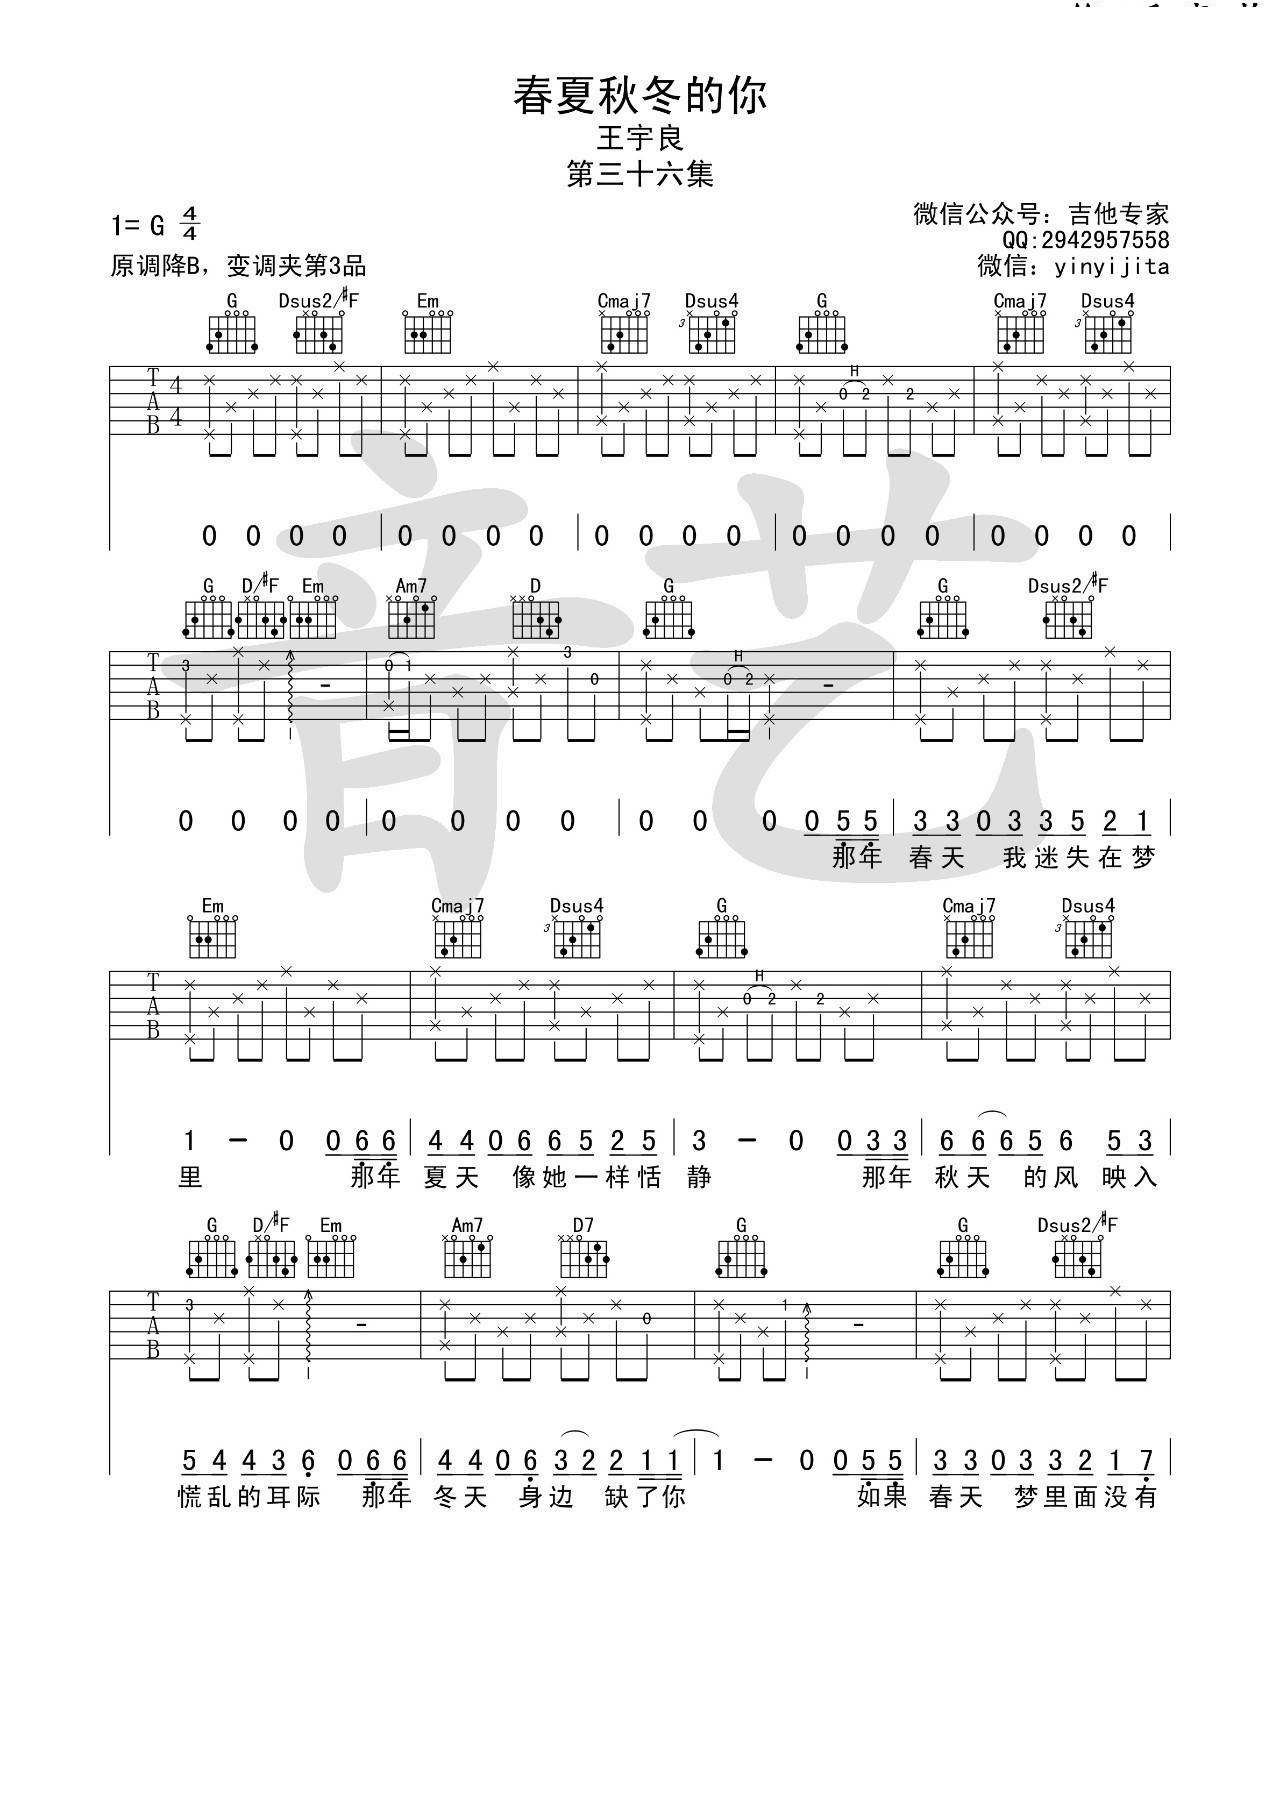 春夏秋冬的你
王宇良
第三十六集
1= G 4/4
微信公众号：吉他专家
QQ:2942957558
原调降B，变调夹第3品
微信：yinyijita
G Dsus2/#F Em Cmaj7 Dsus4 G Cmaj7 Dsus4
3 3
H
T 4
A 0 2 2
B 4
0 0 0 0 0 0 0 0 0 0 0 0 0 0 0 0 0 0 0 0
G D/#F Em Am7 D G G Dsus2/#F
T 3 - 0 1 3 H -
A 0 0 2
B
0 0 0 0 0 0 0 0 0 0 0 0 5 5 3 3 0 3 3 5 2 1
那年 春天 我迷失在梦
Em Cmaj7 Dsus4 G Cmaj7 Dsus4
3 3
H
T
A 0 2 2
B
1 - 0 0 6 6 4 4 0 6 6 5 2 5 3 - 0 0 3 3 6 6 6 5 6 5 3
里 那年 夏天 像她一样恬 静 那年 秋天 的风 映入
G D/#F Em Am7 D7 G G Dsus2/#F
T 3 - 1 -
A 0
B
5 4 4 3 6 0 6 6 4 4 0 6 3 2 2 1 1 1 - 0 0 5 5 3 3 0 3 3 2 1 7
慌乱的耳际 那年 冬天 身边 缺了你 如果 春天 梦里面没有
音艺